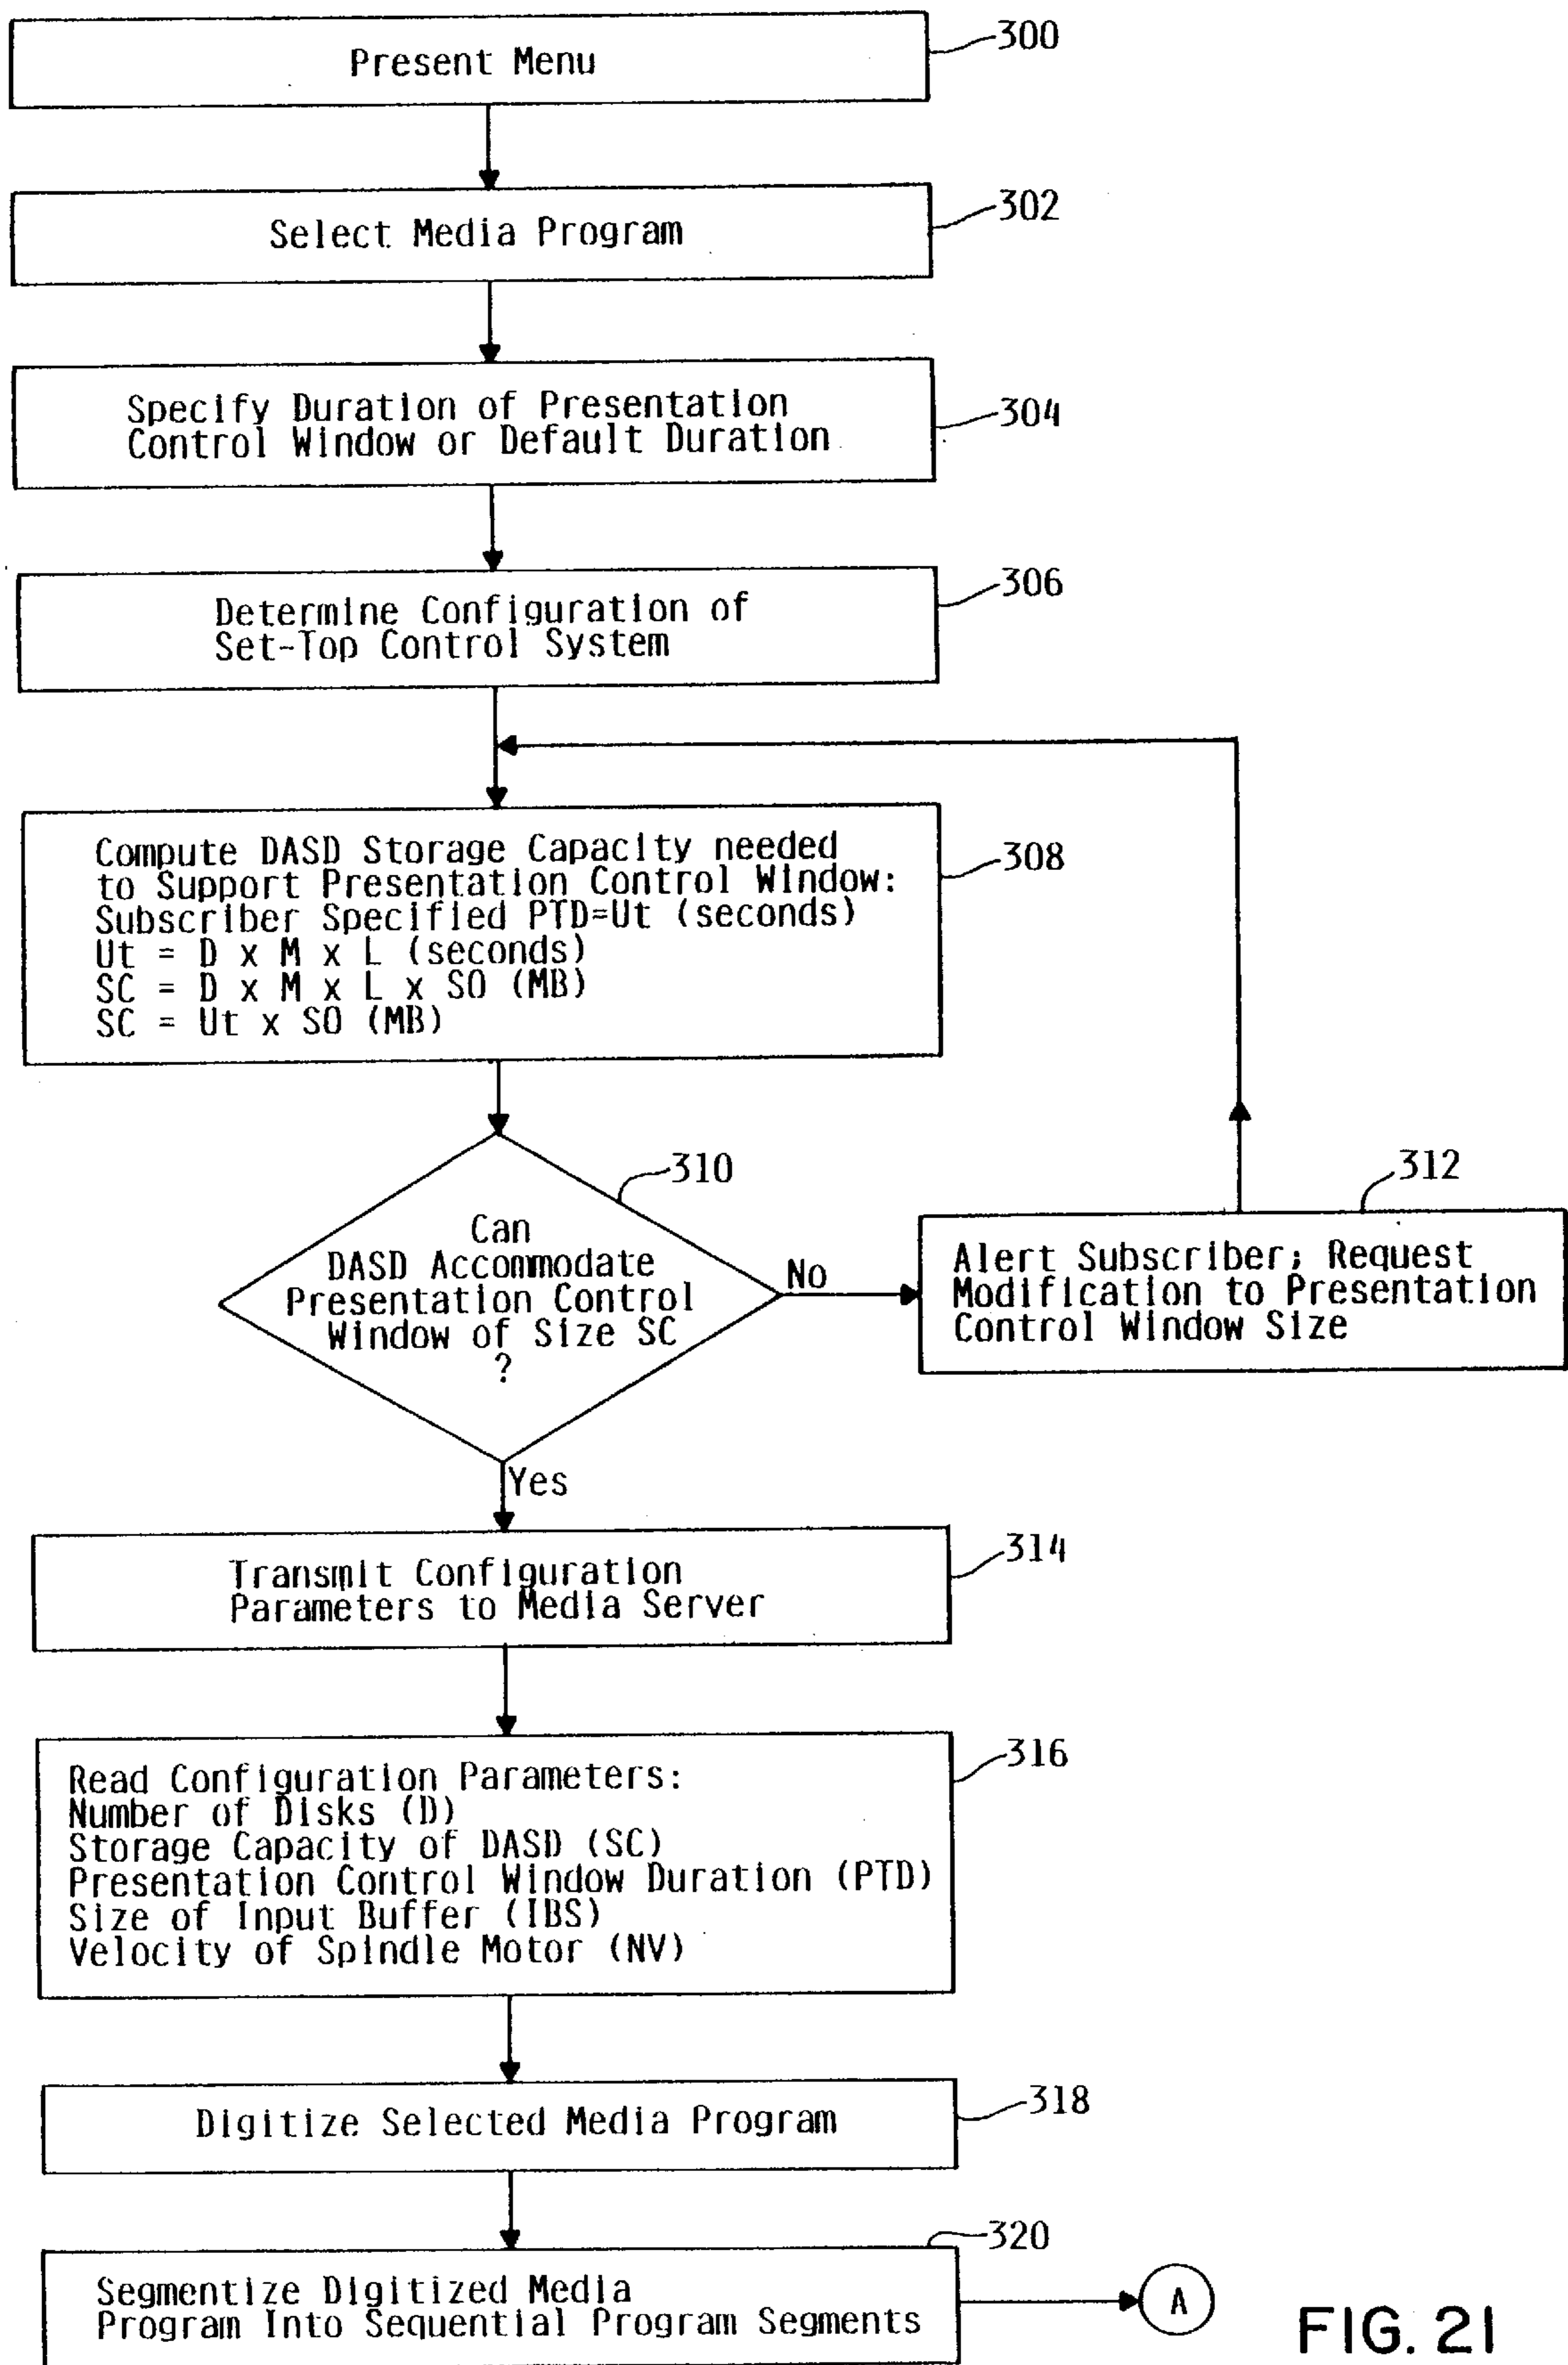 Present Menu
300
Select Media Program
302
Specify Duration of Presentation
Control Window or Default Duration
304
Determine Configuration of
Set-Top Control System
306
Compute DASD Storage Capacity needed
to Support Presentation Control Window:
Subscriber Specified PTD=Ut (seconds)
Ut = D x M x L (seconds)
SC = D x M x L x SO (MB)
SC = Ut x SO (MB)
308
Can
DASD Accommodate
Presentation Control
Window of Size SC
?
310
No
Alert Subscriber; Request
Modification to Presentation
Control Window Size
312
Yes
Transmit Configuration
Parameters to Media Server
314
Read Configuration Parameters:
Number of Disks (D)
Storage Capacity of DASD (SC)
Presentation Control Window Duration (PTD)
Size of Input Buffer (IBS)
Velocity of Spindle Motor (NV)
316
Digitize Selected Media Program
318
Segmentize Digitized Media
Program Into Sequential Program Segments
320
A
FIG. 21